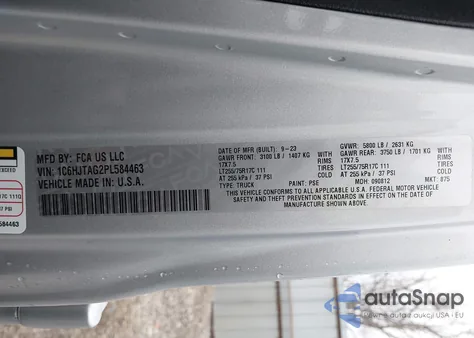 MFD BY: FCA US LLC
VIN: 1C6HJTAG2PL584463
VEHICLE MADE IN U.S.A.
DATE OF MFR (BUILT): 9-23
GAWR FRONT: 3100 LB / 1407 KG
17X7.5 RIMS
LT255/75R17C 111 TIRES
AT 255 kPa / 37 PSI COLD
TYPE: TRUCK PAINT: PSE
MDH: 090812
GVWR: 5800 LB / 2631 KG
GAWR REAR: 3750 LB / 1701 KG
17X7.5 RIMS
LT255/75R17C 111 TIRES
AT 255 kPa / 37 PSI COLD
MKT: 875
THIS VEHICLE CONFORMS TO ALL APPLICABLE U.S.A. FEDERAL MOTOR VEHICLE
SAFETY AND THEFT PREVENTION STANDARDS IN EFFECT ON THE DATE OF
MANUFACTURE SHOWN ABOVE.
584463
autoSnap
Auta z aukcji USA i EU